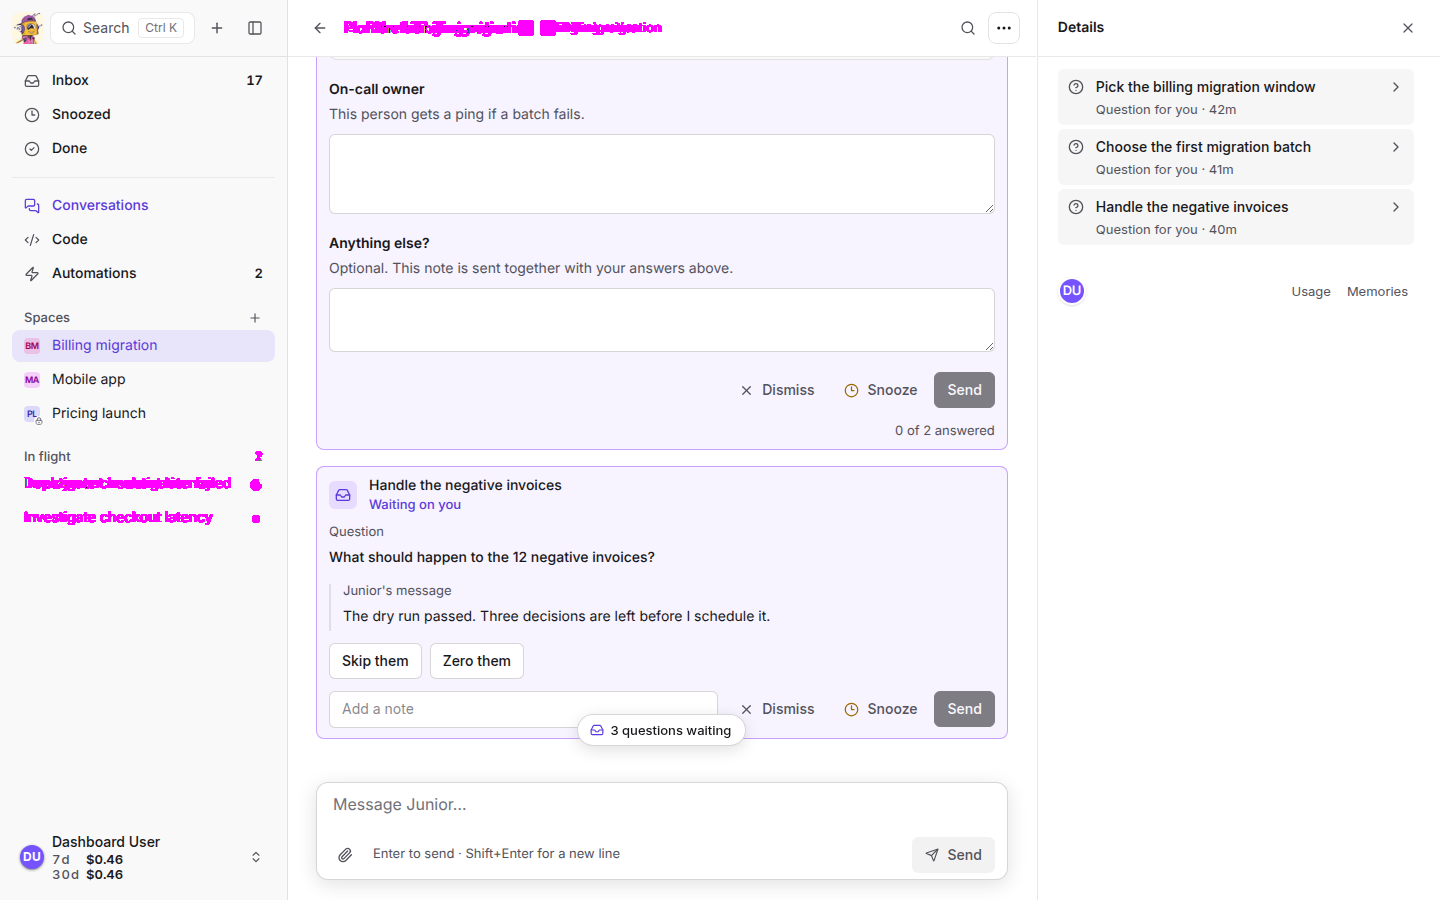 Search Ctrl K
Inbox 17
Snoozed
Done
Conversations
Code
Automations 2
Spaces
BM Billing migration
MA Mobile app
PL Pricing launch
In flight
Investigate checkout latency
DU Dashboard User
7d $0.46
30d $0.46
On-call owner
This person gets a ping if a batch fails.
Anything else?
Optional. This note is sent together with your answers above.
Dismiss Snooze Send
0 of 2 answered
Handle the negative invoices
Waiting on you
Question
What should happen to the 12 negative invoices?
Junior's message
The dry run passed. Three decisions are left before I schedule it.
Skip them Zero them
Add a note Dismiss Snooze Send
3 questions waiting
Message Junior...
Enter to send · Shift+Enter for a new line Send
Details
Pick the billing migration window
Question for you · 42m
Choose the first migration batch
Question for you · 41m
Handle the negative invoices
Question for you · 40m
DU Usage Memories